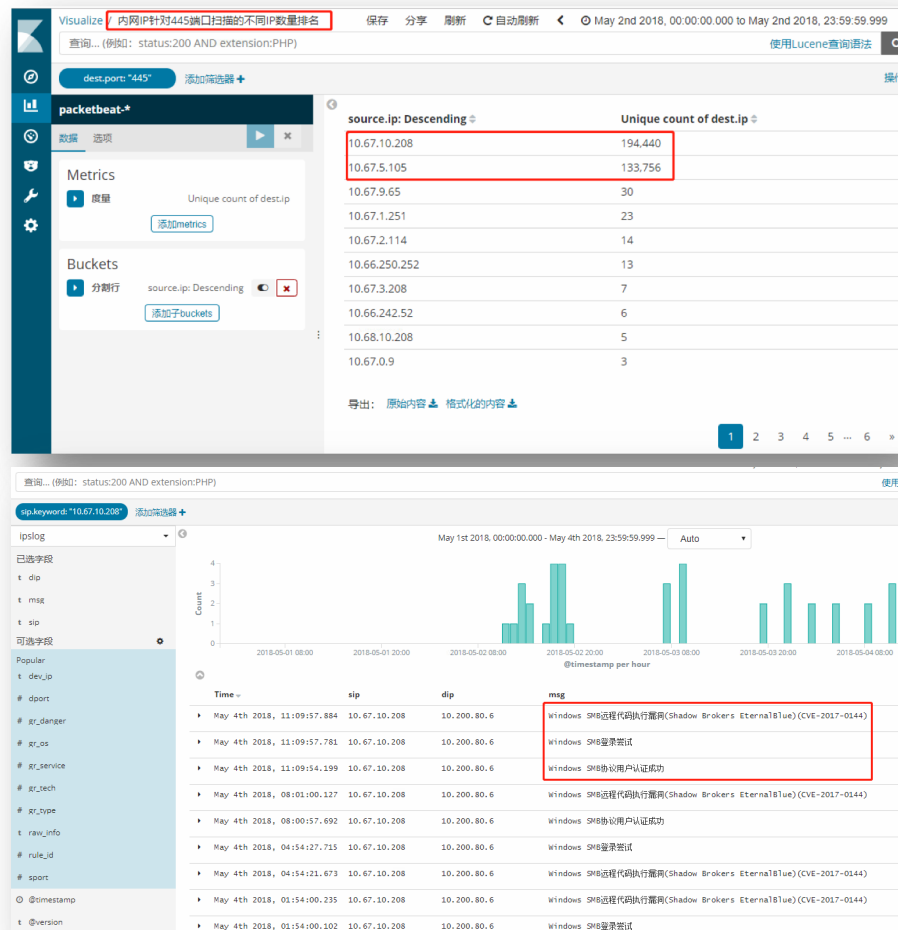 Visualize / 内网IP针对445端口扫描的不同IP数量排名 保存 分享 刷新 自动刷新 May 2nd 2018, 00:00:00.000 to May 2nd 2018, 23:59:59.999
查询... (例如: status:200 AND extension:PHP) 使用Lucene查询语法
dest.port: "445" 添加筛选器
packetbeat-*
数据 选项
Metrics
度量 Unique count of dest.ip
添加metrics
Buckets
分割行 source.ip: Descending
添加子buckets
source.ip: Descending Unique count of dest.ip
10.67.10.208 194,440
10.67.5.105 133,756
10.67.9.65 30
10.67.1.251 23
10.67.2.114 14
10.66.250.252 13
10.67.3.208 7
10.66.242.52 6
10.68.10.208 5
10.67.0.9 3
导出: 原始内容 格式化的内容
1 2 3 4 5 ... 6 »
查询... (例如: status:200 AND extension:PHP) 使用
sip.keyword: "10.67.10.208" 添加筛选器
ipslog
已选字段
t dip
t msg
t sip
可选字段
Popular
t dev_ip
# dport
# gr_danger
# gr_os
# gr_service
# gr_tech
# gr_type
t raw_info
# rule_id
# sport
@timestamp
t @version
May 1st 2018, 00:00:00.000 - May 4th 2018, 23:59:59.999 — Auto
Count
4
3
2
1
0
2018-05-01 08:00 2018-05-01 20:00 2018-05-02 08:00 2018-05-02 20:00 2018-05-03 08:00 2018-05-03 20:00 2018-05-04 08:00
@timestamp per hour
Time sip dip msg
May 4th 2018, 11:09:57.884 10.67.10.208 10.200.80.6 Windows SMB远程代码执行漏洞(Shadow Brokers EternalBlue)(CVE-2017-0144)
May 4th 2018, 11:09:57.781 10.67.10.208 10.200.80.6 Windows SMB登录尝试
May 4th 2018, 11:09:54.199 10.67.10.208 10.200.80.6 Windows SMB协议用户认证成功
May 4th 2018, 08:01:00.127 10.67.10.208 10.200.80.6 Windows SMB远程代码执行漏洞(Shadow Brokers EternalBlue)(CVE-2017-0144)
May 4th 2018, 08:00:57.692 10.67.10.208 10.200.80.6 Windows SMB协议用户认证成功
May 4th 2018, 04:54:27.715 10.67.10.208 10.200.80.6 Windows SMB登录尝试
May 4th 2018, 04:54:21.673 10.67.10.208 10.200.80.6 Windows SMB远程代码执行漏洞(Shadow Brokers EternalBlue)(CVE-2017-0144)
May 4th 2018, 01:54:00.235 10.67.10.208 10.200.80.6 Windows SMB远程代码执行漏洞(Shadow Brokers EternalBlue)(CVE-2017-0144)
May 4th 2018, 01:54:00.102 10.67.10.208 10.200.80.6 Windows SMB登录尝试